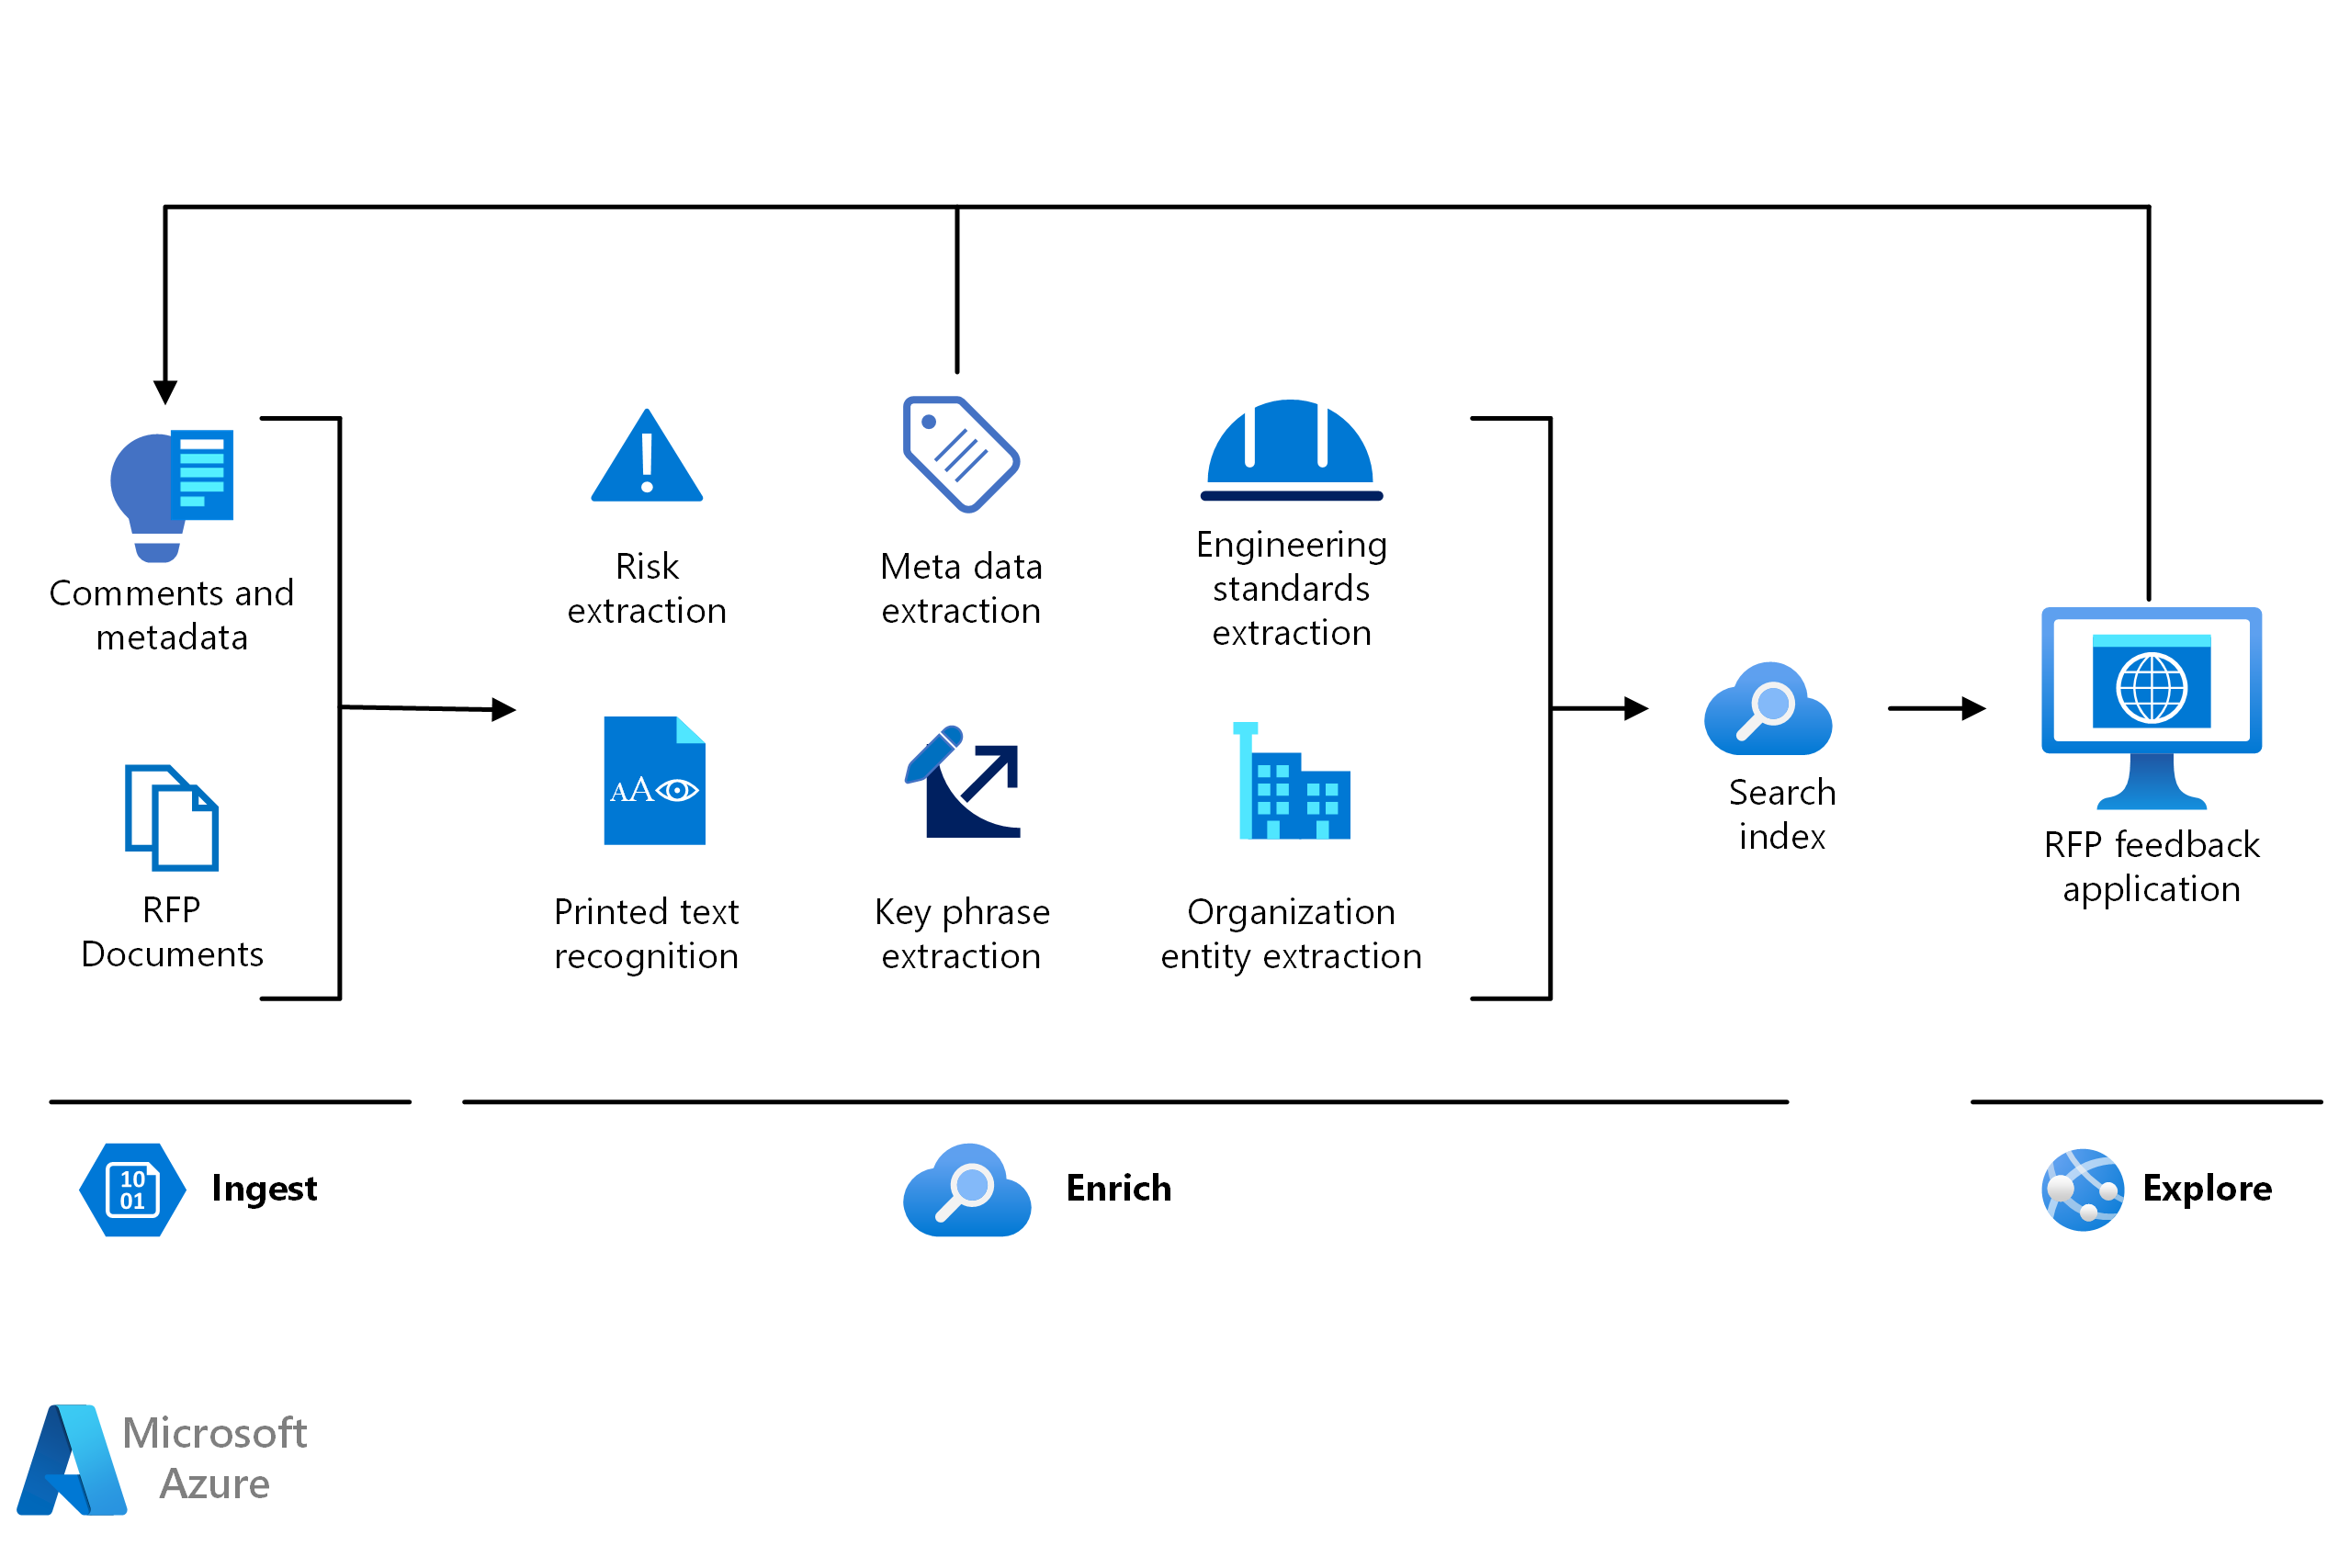 Comments and
metadata
RFP
Documents
Risk
extraction
Meta data
extraction
Engineering
standards
extraction
AA
Printed text
recognition
Key phrase
extraction
Organization
entity extraction
Search
index
RFP feedback
application
10
01
Ingest
Enrich
Explore
Microsoft
Azure